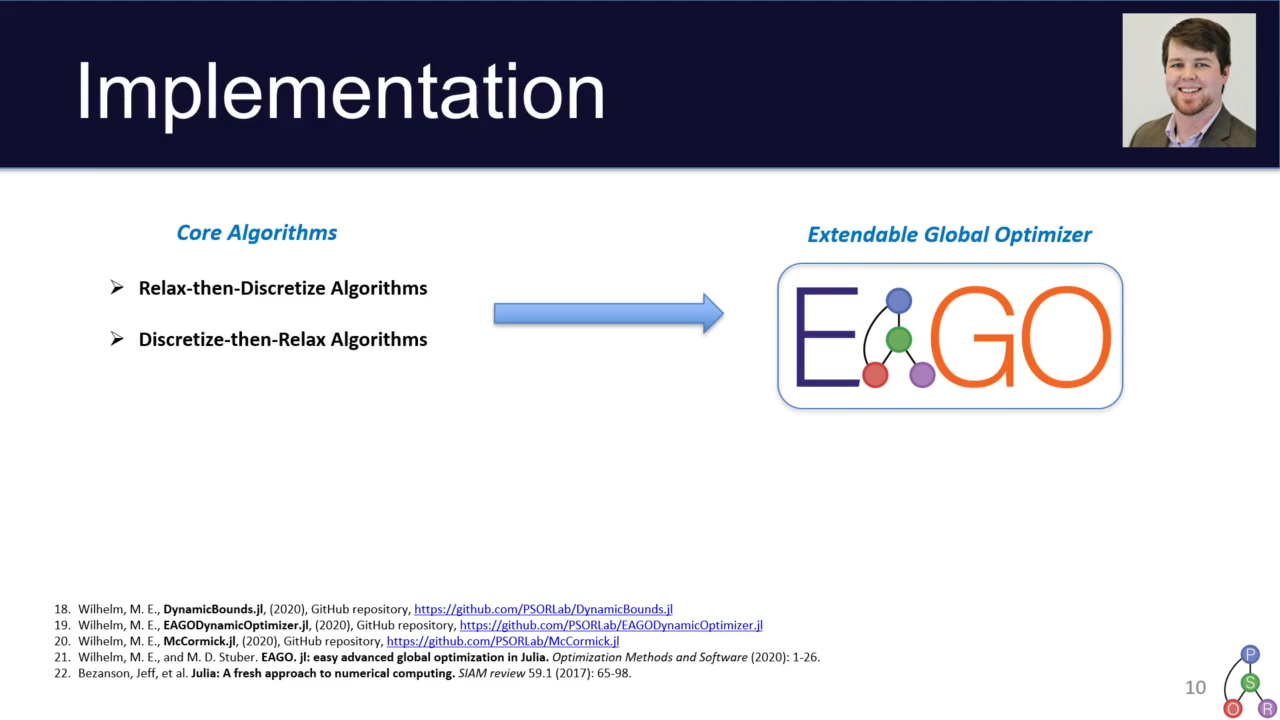 Implementation
Core Algorithms
Extendable Global Optimizer
➢ Relax-then-Discretize Algorithms
➢ Discretize-then-Relax Algorithms
EAGO
18. Wilhelm, M. E., DynamicBounds.jl, (2020), GitHub repository, https://github.com/PSORLab/DynamicBounds.jl
19. Wilhelm, M. E., EAGODynamicOptimizer.jl, (2020), GitHub repository, https://github.com/PSORLab/EAGODynamicOptimizer.jl
20. Wilhelm, M. E., McCormick.jl, (2020), GitHub repository, https://github.com/PSORLab/McCormick.jl
21. Wilhelm, M. E., and M. D. Stuber. EAGO. jl: easy advanced global optimization in Julia. Optimization Methods and Software (2020): 1-26.
22. Bezanson, Jeff, et al. Julia: A fresh approach to numerical computing. SIAM review 59.1 (2017): 65-98.
10
P
S
O R